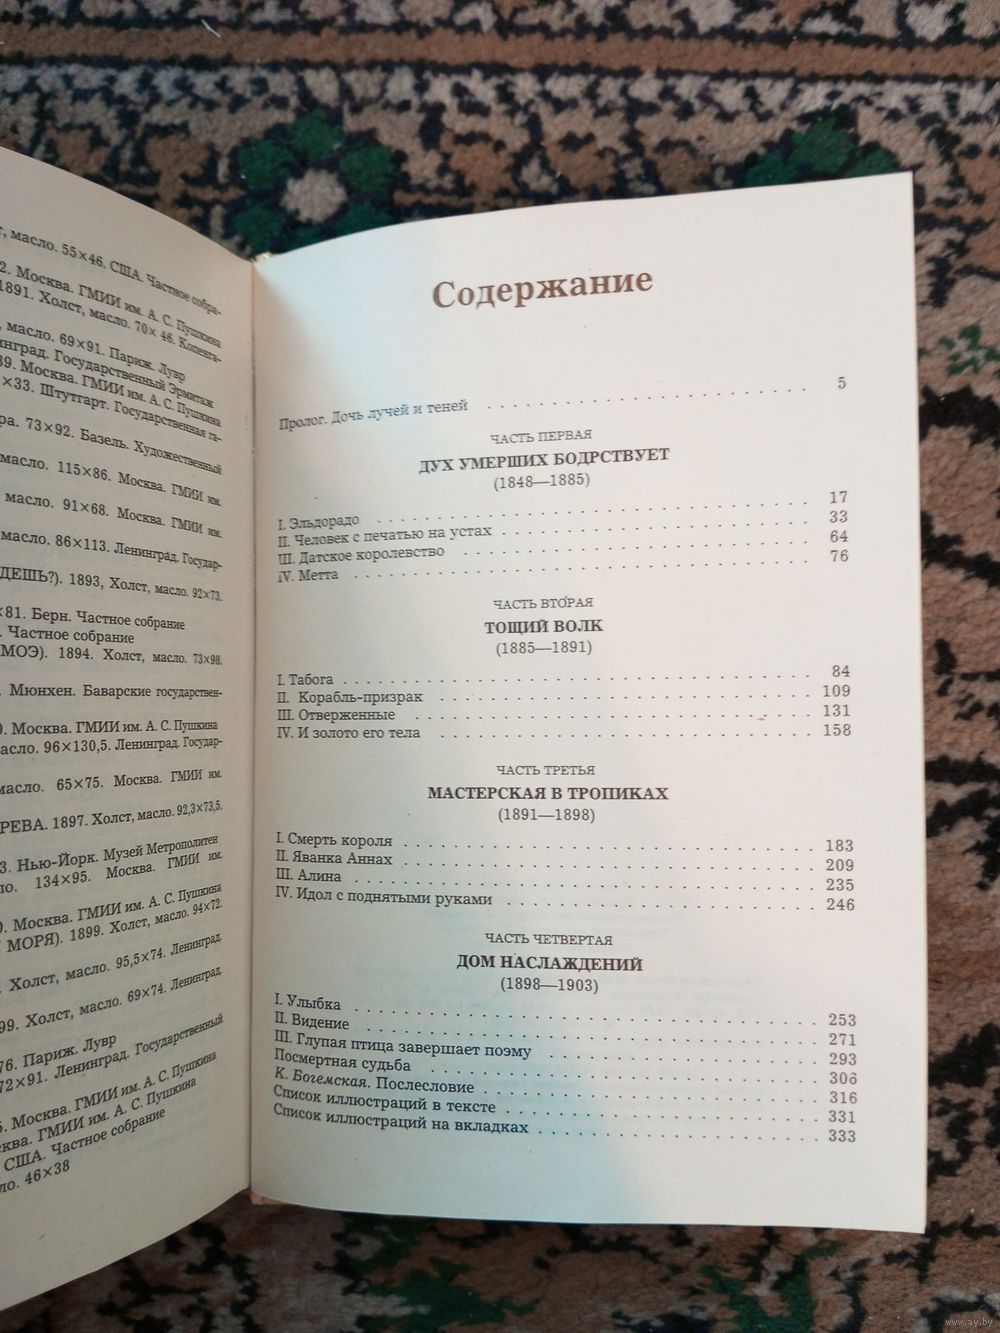 масло. 55×46. США. Частное собра-
2. Москва. ГМИИ им. А. С. Пушкина
1891. Холст, масло. 70×46. Копенга-
масло. 69×91. Париж. Лувр
нинград. Государственный Эрмитаж
39. Москва. ГМИИ им. А. С. Пушкина
×33. Штутгарт. Государственная га-
ра. 73×92. Базель. Художественный
масло. 115×86. Москва. ГМИИ им.
масло. 91×68. Москва. ГМИИ им.
масло. 86×113. Ленинград. Государ-
ДЕШЬ?). 1893, Холст, масло. 92×73.
×81. Берн. Частное собрание
. Частное собрание
МОЭ). 1894. Холст, масло. 73×98.
. Мюнхен. Баварские государствен-
0. Москва. ГМИИ им. А. С. Пушкина
масло. 96×130,5. Ленинград. Государ-
масло. 65×75. Москва. ГМИИ им.
РЕВА. 1897. Холст, масло. 92,3×73,5.
3. Нью-Йорк. Музей Метрополитен
ло. 134×95. Москва. ГМИИ им.
0. Москва. ГМИИ им. А. С. Пушкина
МОРЯ). 1899. Холст, масло. 94×72.
. Холст, масло. 95,5×74. Ленинград.
99. Холст, масло. 69×74. Ленинград.
76. Париж. Лувр
72×91. Ленинград. Государственный
5. Москва. ГМИИ им. А. С. Пушкина
сква. ГМИИ им. А. С. Пушкина
США. Частное собрание
ло. 46×38
Содержание
Пролог. Дочь лучей и теней . . . . . 5
ЧАСТЬ ПЕРВАЯ
ДУХ УМЕРШИХ БОДРСТВУЕТ
(1848—1885)
I. Эльдорадо . . . . . 17
II. Человек с печатью на устах . . . . . 33
III. Датское королевство . . . . . 64
IV. Метта . . . . . 76
ЧАСТЬ ВТОРАЯ
ТОЩИЙ ВОЛК
(1885—1891)
I. Табога . . . . . 84
II. Корабль-призрак . . . . . 109
III. Отверженные . . . . . 131
IV. И золото его тела . . . . . 158
ЧАСТЬ ТРЕТЬЯ
МАСТЕРСКАЯ В ТРОПИКАХ
(1891—1898)
I. Смерть короля . . . . . 183
II. Яванка Аннах . . . . . 209
III. Алина . . . . . 235
IV. Идол с поднятыми руками . . . . . 246
ЧАСТЬ ЧЕТВЕРТАЯ
ДОМ НАСЛАЖДЕНИЙ
(1898—1903)
I. Улыбка . . . . . 253
II. Видение . . . . . 271
III. Глупая птица завершает поэму . . . . . 293
Посмертная судьба . . . . . 306
К. Богемская. Послесловие . . . . . 316
Список иллюстраций в тексте . . . . . 331
Список иллюстраций на вкладках . . . . . 333
www.ay.by